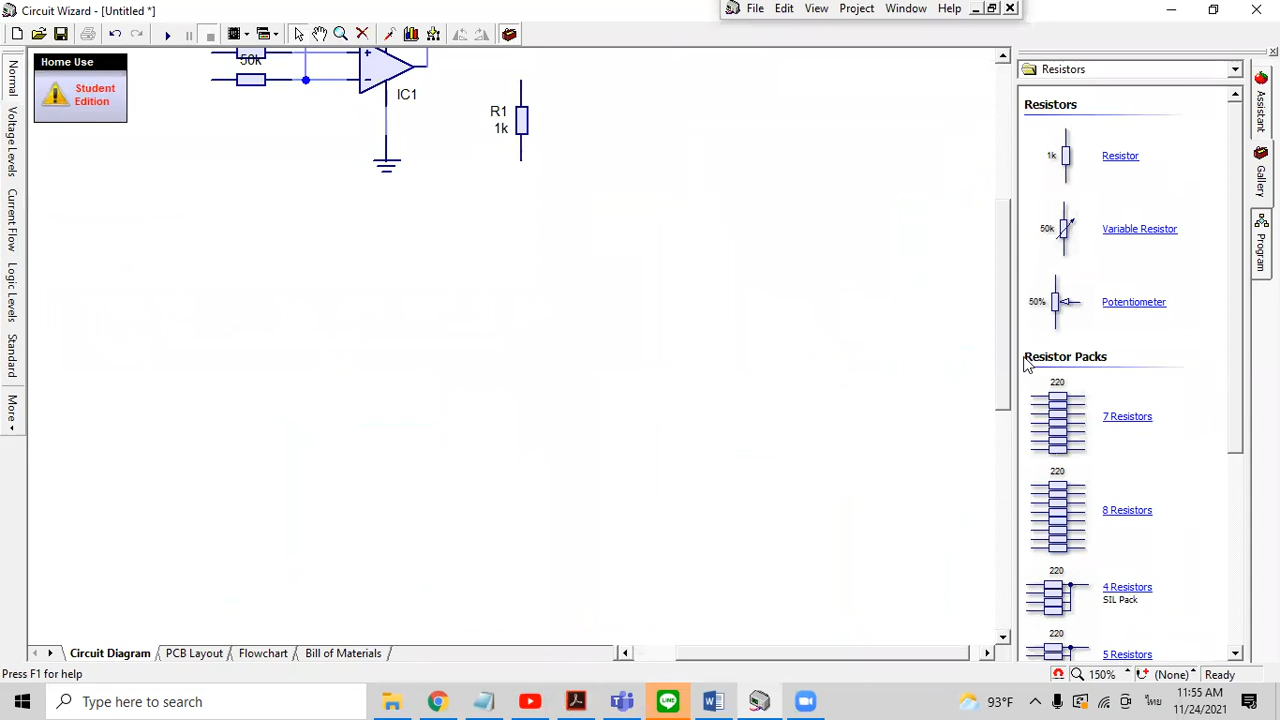 Circuit Wizard - [Untitled *]
File Edit View Project Window Help
Normal
Voltage Levels
Current Flow
Logic Levels
Standard
More
Home Use
Student
Edition
50k
IC1
R1
1k
Resistors
Resistors
1k
Resistor
50k
Variable Resistor
50%
Potentiometer
Resistor Packs
220
7 Resistors
220
8 Resistors
220
4 Resistors
SIL Pack
220
5 Resistors
Assistant
Gallery
Program
Circuit Diagram PCB Layout Flowchart Bill of Materials
Press F1 for help
150% (None) Ready
Type here to search
93°F
ไทย
11:55 AM
11/24/2021